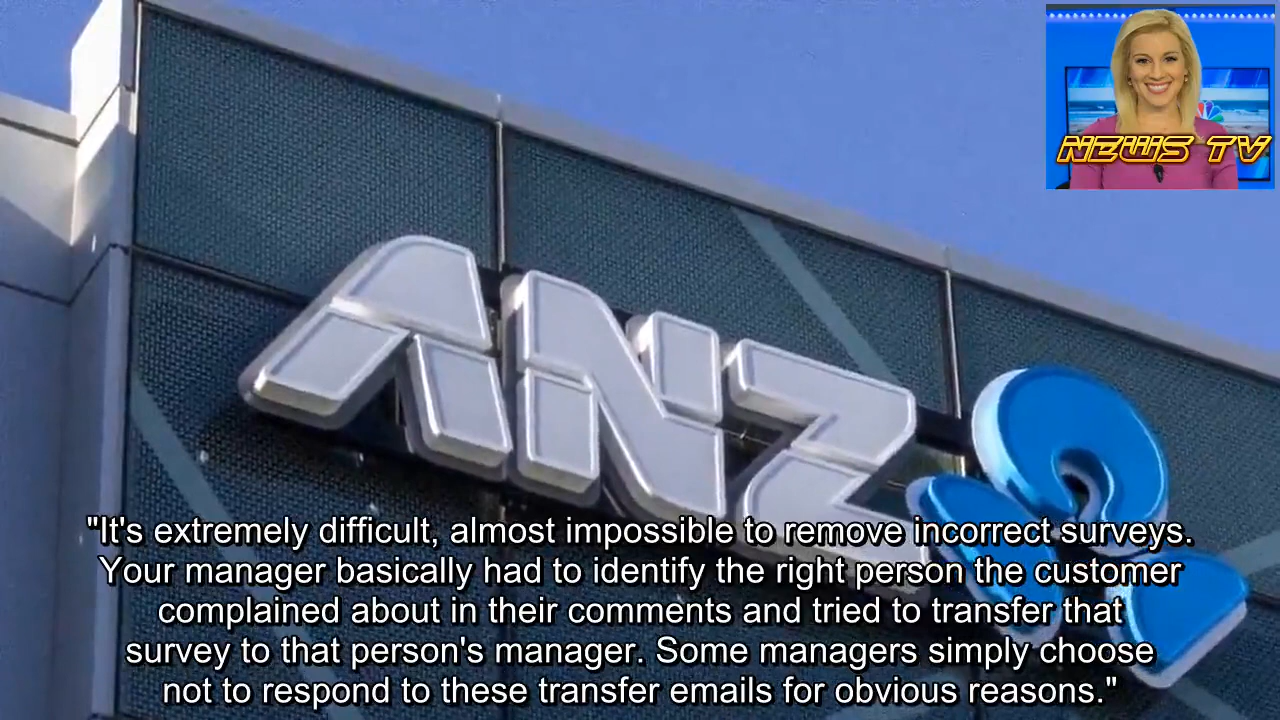 NEWS TV
ANZ
"It's extremely difficult, almost impossible to remove incorrect surveys.
Your manager basically had to identify the right person the customer
complained about in their comments and tried to transfer that
survey to that person's manager. Some managers simply choose
not to respond to these transfer emails for obvious reasons."